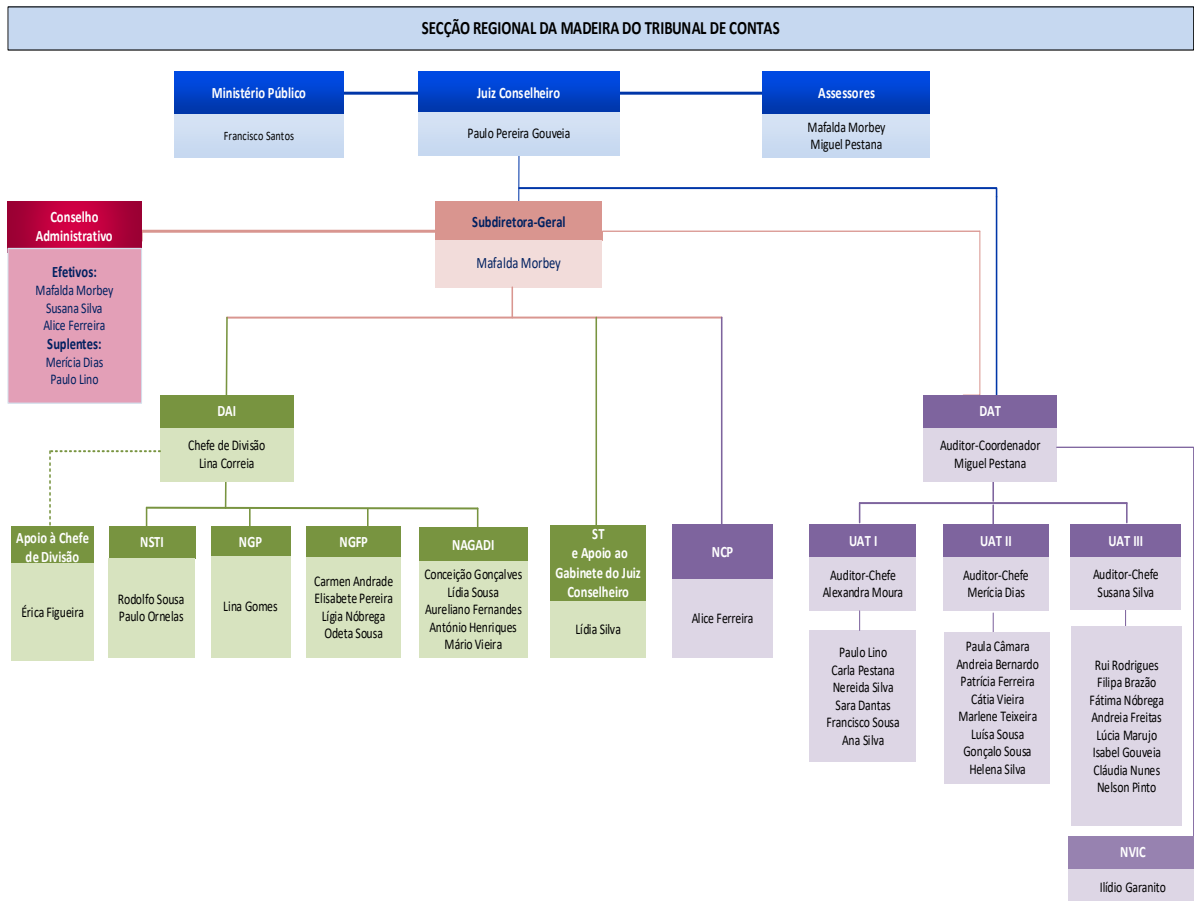 SECÇÃO REGIONAL DA MADEIRA DO TRIBUNAL DE CONTAS
Ministério Público
Francisco Santos
Juiz Conselheiro
Paulo Pereira Gouveia
Assessores
Mafalda Morbey
Miguel Pestana
Conselho
Administrativo
Efetivos:
Mafalda Morbey
Susana Silva
Alice Ferreira
Suplentes:
Merícia Dias
Paulo Lino
Subdiretora-Geral
Mafalda Morbey
DAI
Chefe de Divisão
Lina Correia
DAT
Auditor-Coordenador
Miguel Pestana
Apoio à Chefe
de Divisão
Érica Figueira
NSTI
Rodolfo Sousa
Paulo Ornelas
NGP
Lina Gomes
NGFP
Carmen Andrade
Elisabete Pereira
Lígia Nóbrega
Odeta Sousa
NAGADI
Conceição Gonçalves
Lídia Sousa
Aureliano Fernandes
António Henriques
Mário Vieira
ST
e Apoio ao
Gabinete do Juiz
Conselheiro
Lídia Silva
NCP
Alice Ferreira
UAT I
Auditor-Chefe
Alexandra Moura
Paulo Lino
Carla Pestana
Nereida Silva
Sara Dantas
Francisco Sousa
Ana Silva
UAT II
Auditor-Chefe
Merícia Dias
Paula Câmara
Andreia Bernardo
Patrícia Ferreira
Cátia Vieira
Marlene Teixeira
Luísa Sousa
Gonçalo Sousa
Helena Silva
UAT III
Auditor-Chefe
Susana Silva
Rui Rodrigues
Filipa Brazão
Fátima Nóbrega
Andreia Freitas
Lúcia Marujo
Isabel Gouveia
Cláudia Nunes
Nelson Pinto
NVIC
Ilídio Garanito